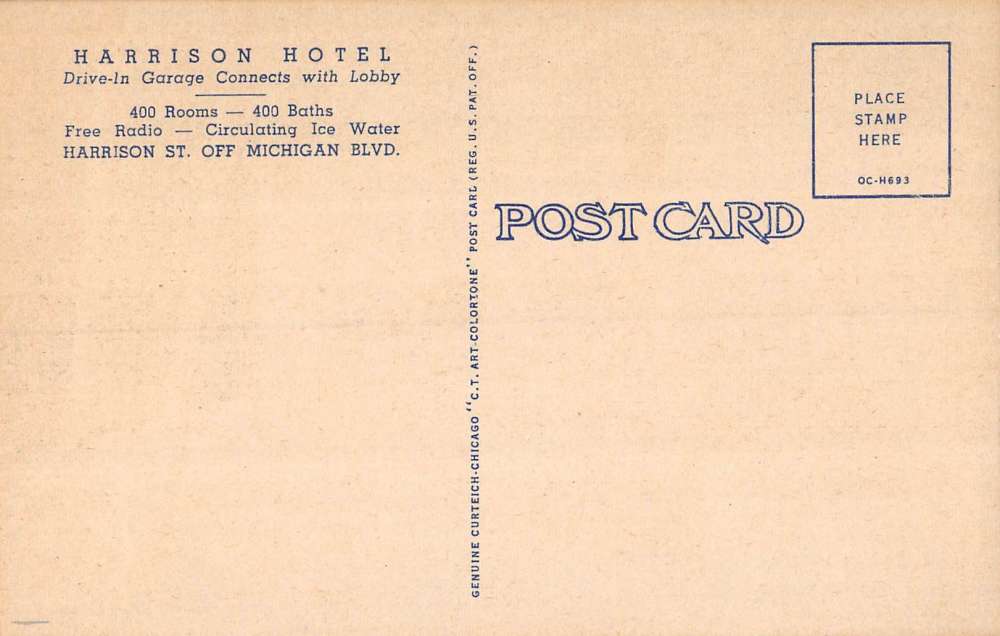 HARRISON HOTEL
Drive-In Garage Connects with Lobby
400 Rooms — 400 Baths
Free Radio — Circulating Ice Water
HARRISON ST. OFF MICHIGAN BLVD.
GENUINE CURTEICH-CHICAGO "C.T. ART-COLORTONE" POST CARD (REG. U.S. PAT. OFF.)
POST CARD
PLACE
STAMP
HERE
OC-H693